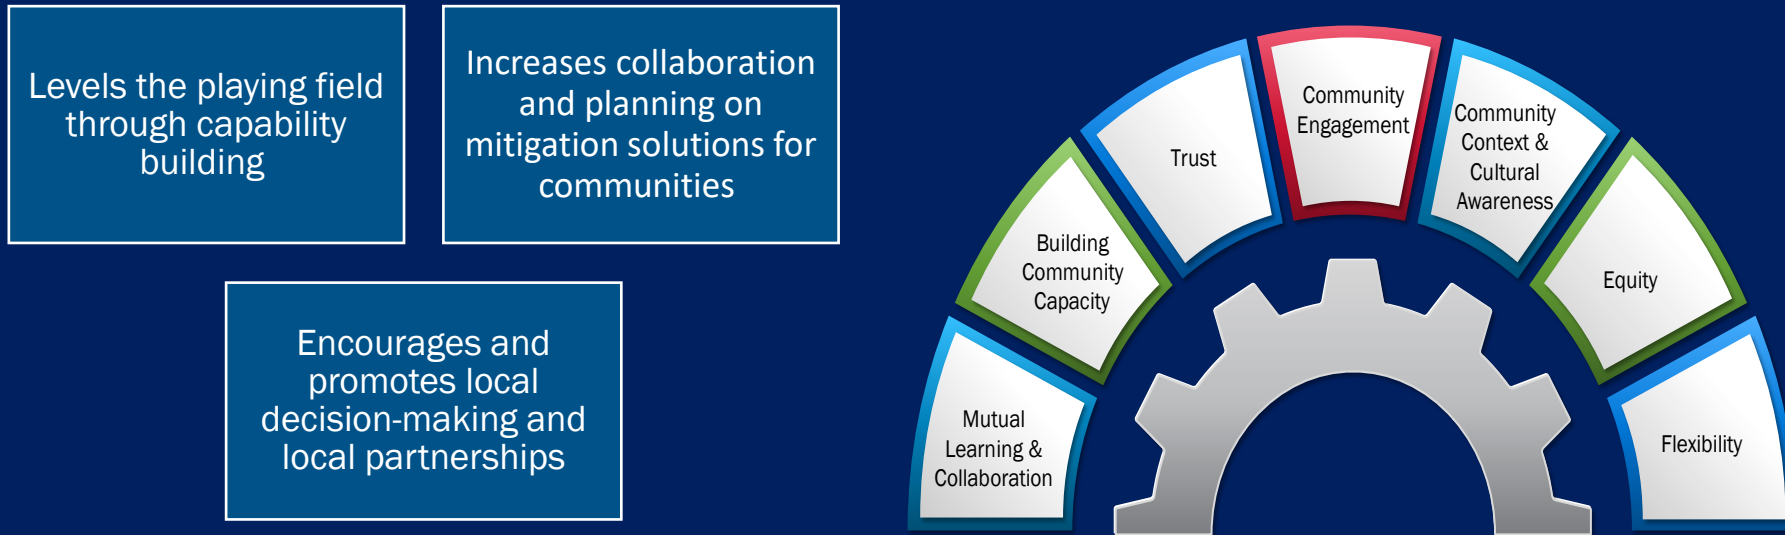 Levels the playing field
through capability
building
Increases collaboration
and planning on
mitigation solutions for
communities
Encourages and
promotes local
decision-making and
local partnerships
Mutual
Learning &
Collaboration
Building
Community
Capacity
Trust
Community
Engagement
Community
Context &
Cultural
Awareness
Equity
Flexibility